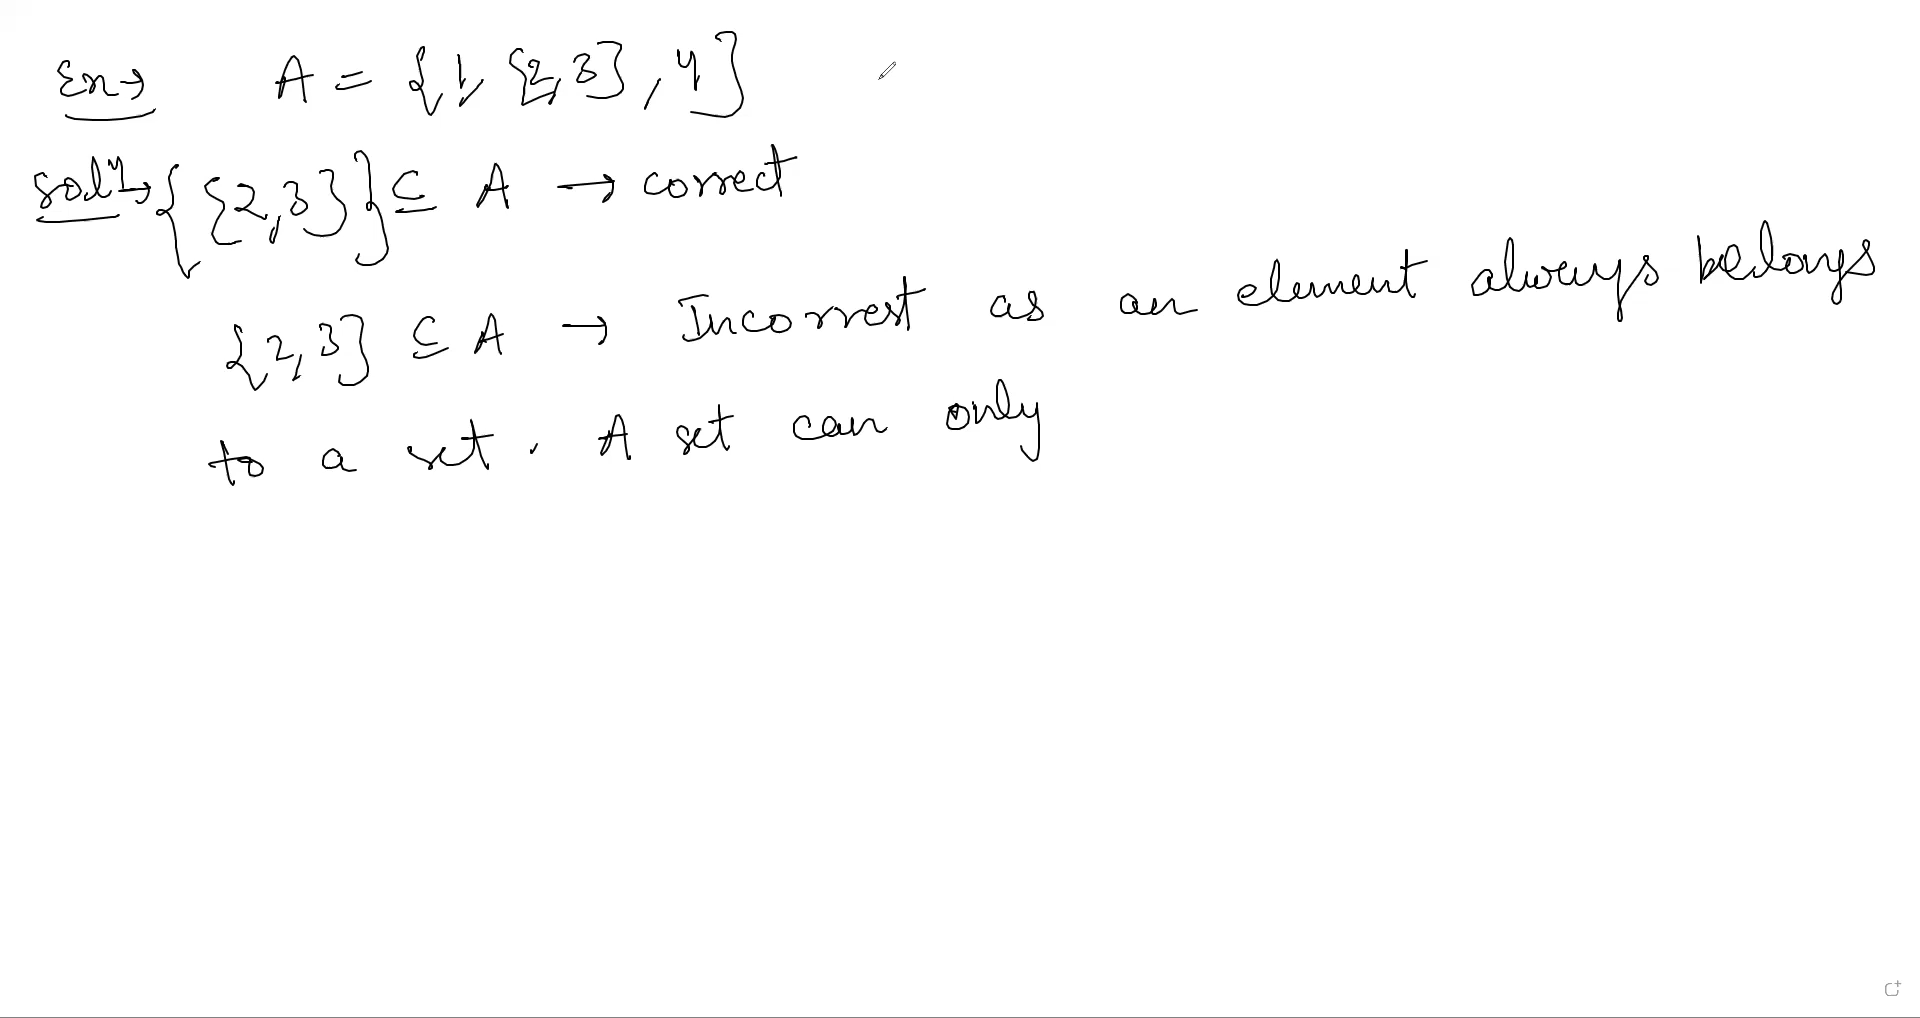 Ex→ A = {1, {2,3}, 4}
solⁿ→ {{2,3}} ⊆ A → correct
{2,3} ⊆ A → Incorrest as an element always belongs
to a set. A set can only